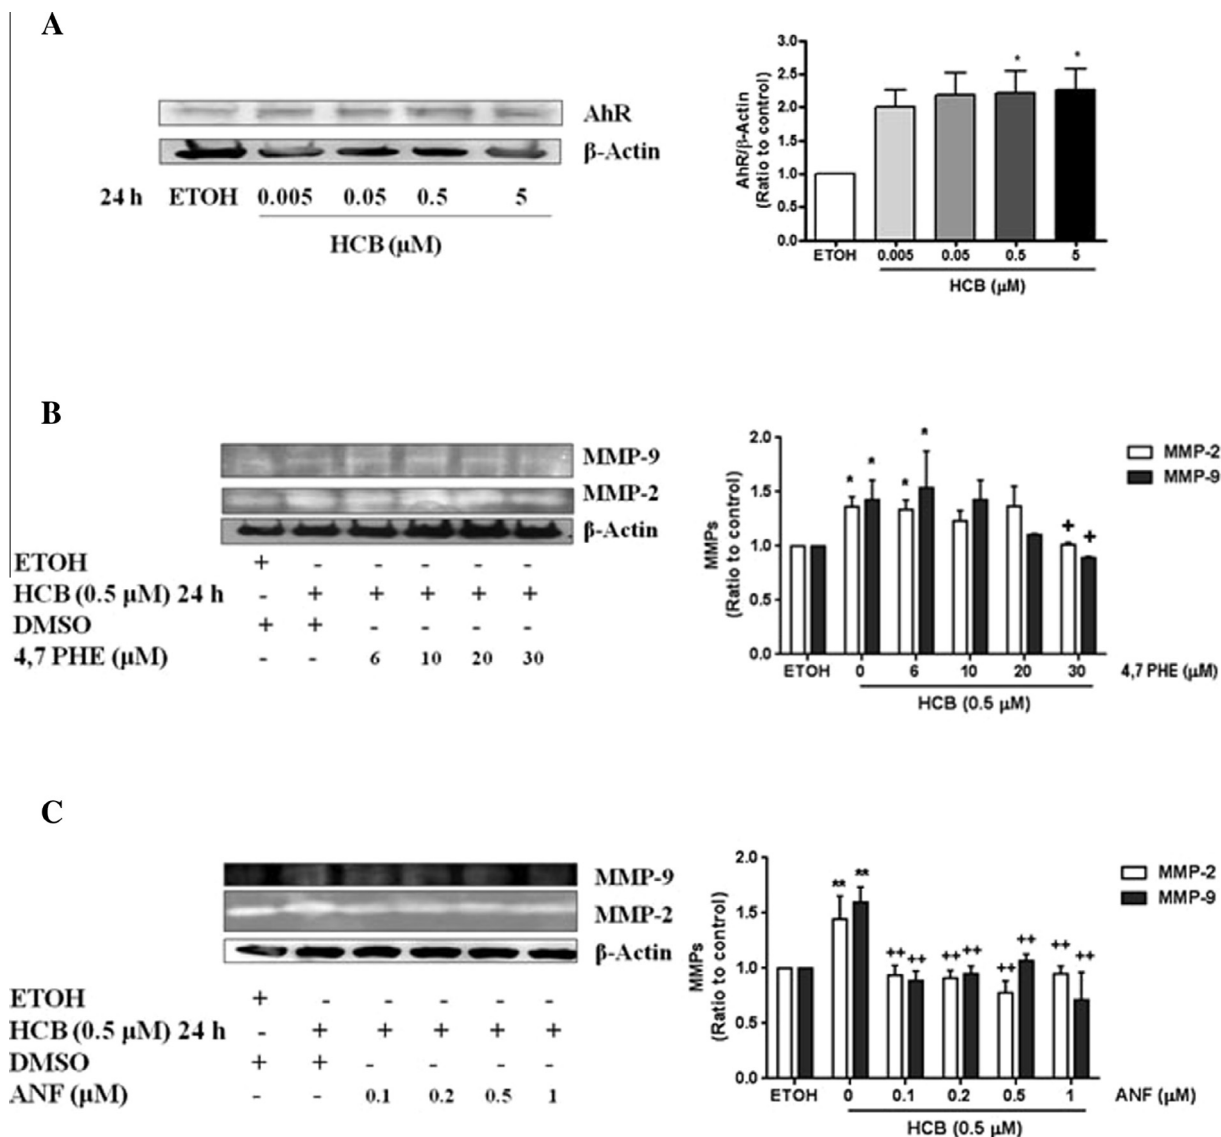 A
AhR
β-Actin
24 h ETOH 0.005 0.05 0.5 5
HCB (μM)
3.0
2.5
2.0
1.5
1.0
0.5
0.0
AhR/β-Actin
(Ratio to control)
* *
ETOH 0.005 0.05 0.5 5
HCB (μM)
B
MMP-9
MMP-2
β-Actin
ETOH + - - - - -
HCB (0.5 μM) 24 h - + + + + +
DMSO + + - - - -
4,7 PHE (μM) - - 6 10 20 30
2.0
1.5
1.0
0.5
0.0
MMPs
(Ratio to control)
* * * * + +
MMP-2
MMP-9
ETOH 0 6 10 20 30 4,7 PHE (μM)
HCB (0.5 μM)
C
MMP-9
MMP-2
β-Actin
ETOH + - - - - -
HCB (0.5 μM) 24 h - + + + + +
DMSO + + - - - -
ANF (μM) - - 0.1 0.2 0.5 1
2.0
1.5
1.0
0.5
0.0
MMPs
(Ratio to control)
** ** ++ ++ ++ ++ ++ ++ ++ ++
MMP-2
MMP-9
ETOH 0 0.1 0.2 0.5 1 ANF (μM)
HCB (0.5 μM)